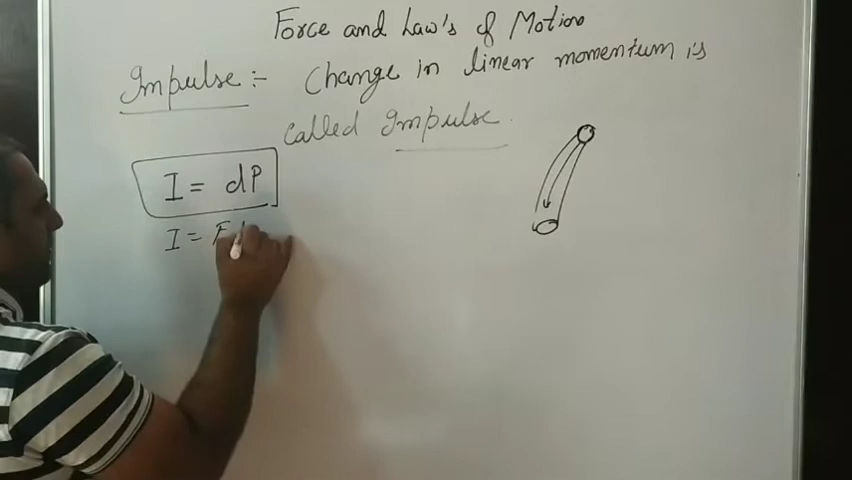 Force and Law's of Motion
Impulse :- Change in linear momentum is
called Impulse.
I = dP
I = F